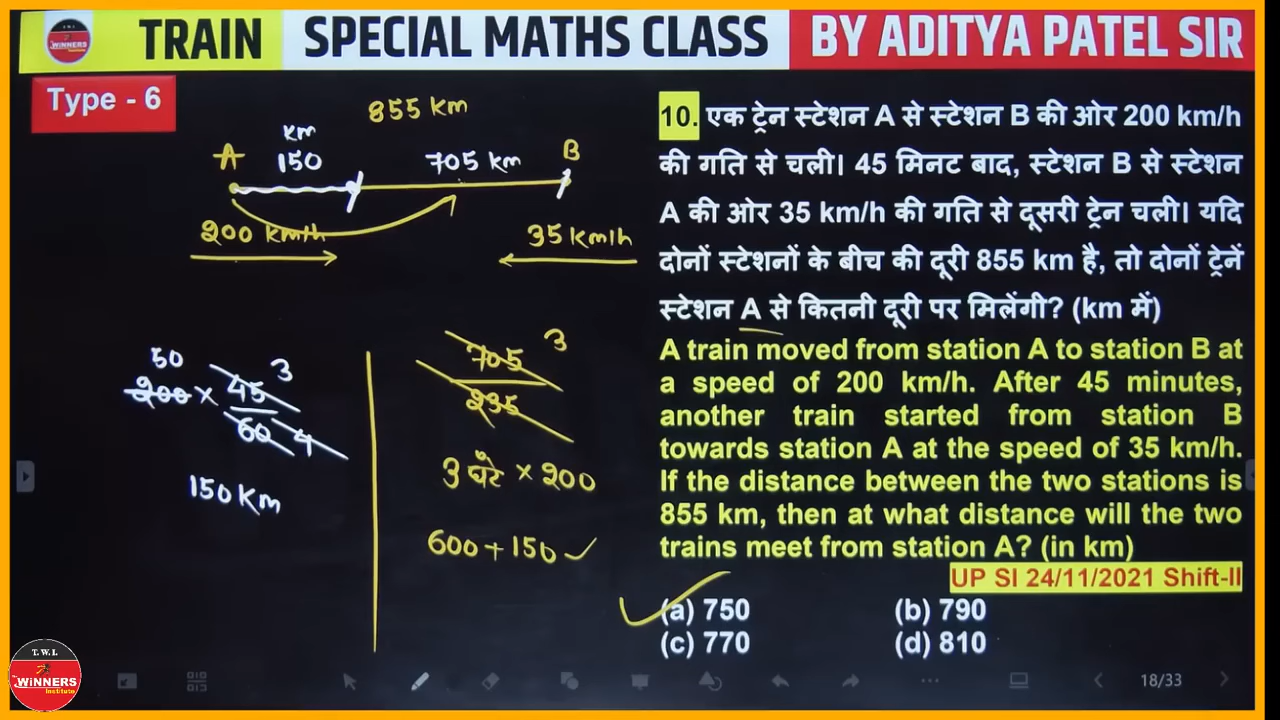 WiNNERS
TRAIN SPECIAL MATHS CLASS BY ADITYA PATEL SIR
Type - 6
855 km
km
A 150 705 km B
200 km/h 35 km/h
50 3
200 × 45
60 4
150 km
705 3
235
3 घंटे × 200
600 + 150
10. एक ट्रेन स्टेशन A से स्टेशन B की ओर 200 km/h
की गति से चली। 45 मिनट बाद, स्टेशन B से स्टेशन
A की ओर 35 km/h की गति से दूसरी ट्रेन चली। यदि
दोनों स्टेशनों के बीच की दूरी 855 km है, तो दोनों ट्रेनें
स्टेशन A से कितनी दूरी पर मिलेंगी? (km में)
A train moved from station A to station B at
a speed of 200 km/h. After 45 minutes,
another train started from station B
towards station A at the speed of 35 km/h.
If the distance between the two stations is
855 km, then at what distance will the two
trains meet from station A? (in km)
UP SI 24/11/2021 Shift-II
(a) 750 (b) 790
(c) 770 (d) 810
T.W.I.
The WiNNERS
Institute
18/33